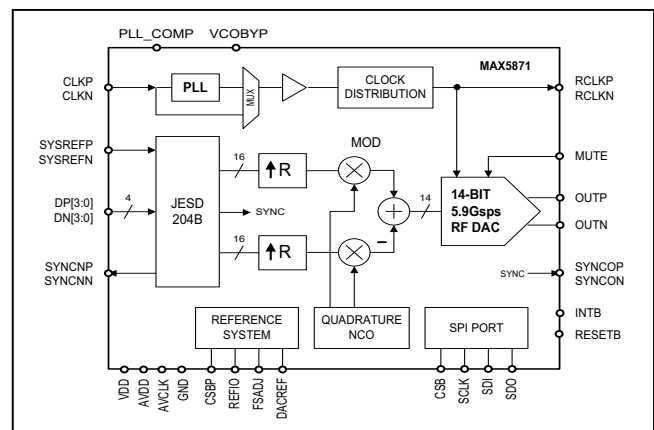 PLL_COMP VCOBYP
MAX5871
CLKP
CLKN
PLL
MUX
CLOCK
DISTRIBUTION
RCLKP
RCLKN
SYSREFP
SYSREFN
MUTE
MOD
16
R
JESD
204B
DP[3:0]
DN[3:0]
4
SYNC
14
14-BIT
5.9Gsps
RF DAC
OUTP
OUTN
16
R
–
SYNCNP
SYNCNN
SYNC
SYNCOP
SYNCON
REFERENCE
SYSTEM
QUADRATURE
NCO
SPI PORT
INTB
RESETB
VDD
AVDD
AVCLK
GND
CSBP
REFIO
FSADJ
DACREF
CSB
SCLK
SDI
SDO